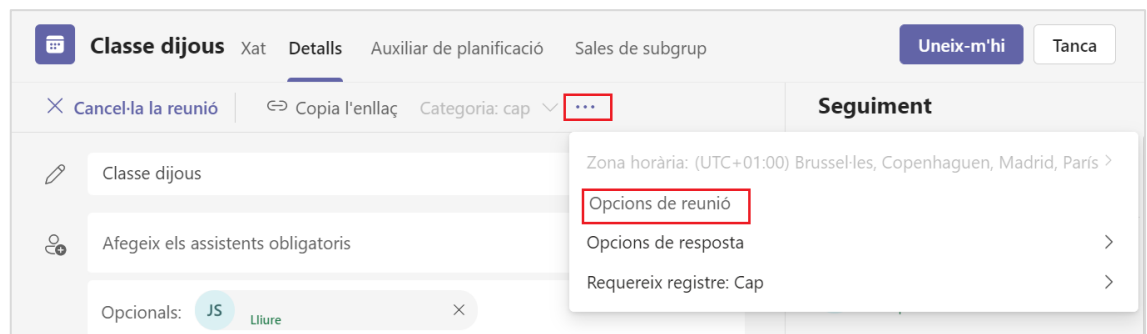 Classe dijous Xat Detalls Auxiliar de planificació Sales de subgrup Uneix-m'hi Tanca
Cancel·la la reunió Copia l'enllaç Categoria: cap ··· Seguiment
Zona horària: (UTC+01:00) Brussel·les, Copenhaguen, Madrid, París
Classe dijous
Opcions de reunió
Afegeix els assistents obligatoris
Opcions de resposta
Requereix registre: Cap
Opcionals: JS Lliure